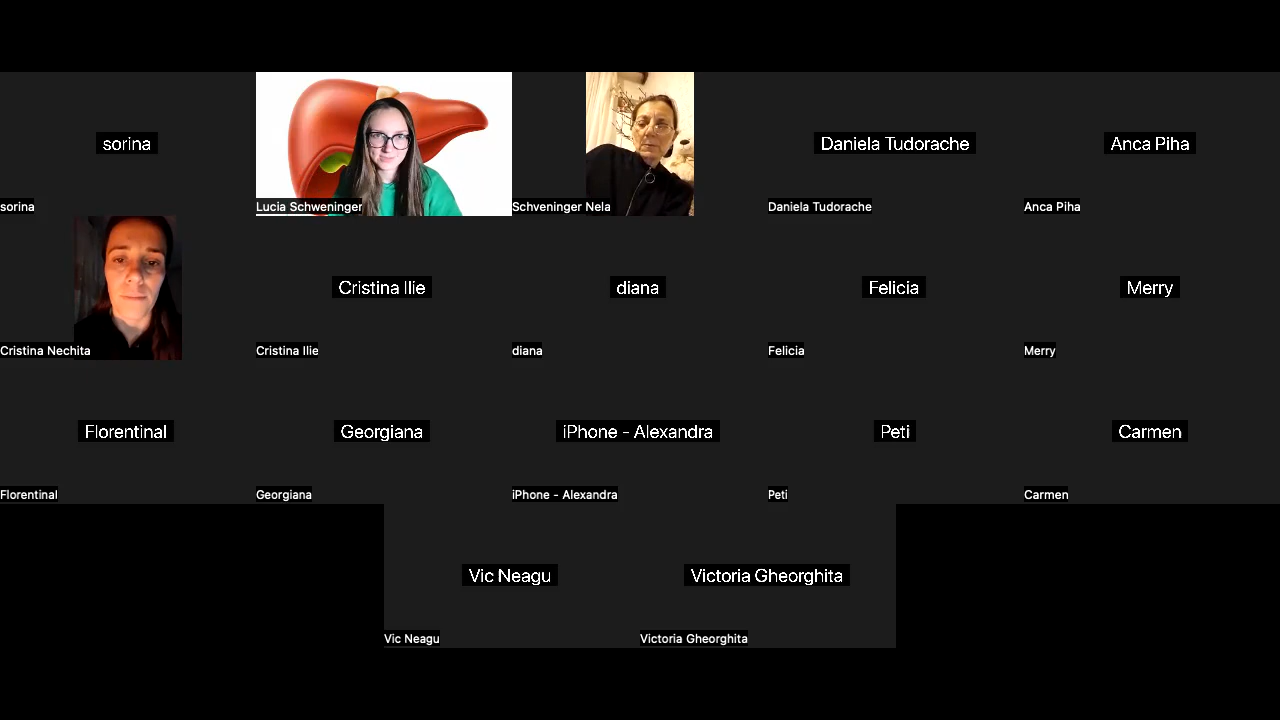 sorina
Daniela Tudorache
Anca Piha
sorina
Lucia Schweninger
Schveninger Nela
Daniela Tudorache
Anca Piha
Cristina Ilie
diana
Felicia
Merry
Cristina Nechita
Cristina Ilie
diana
Felicia
Merry
Florentinal
Georgiana
iPhone - Alexandra
Peti
Carmen
Florentinal
Georgiana
iPhone - Alexandra
Peti
Carmen
Vic Neagu
Victoria Gheorghita
Vic Neagu
Victoria Gheorghita